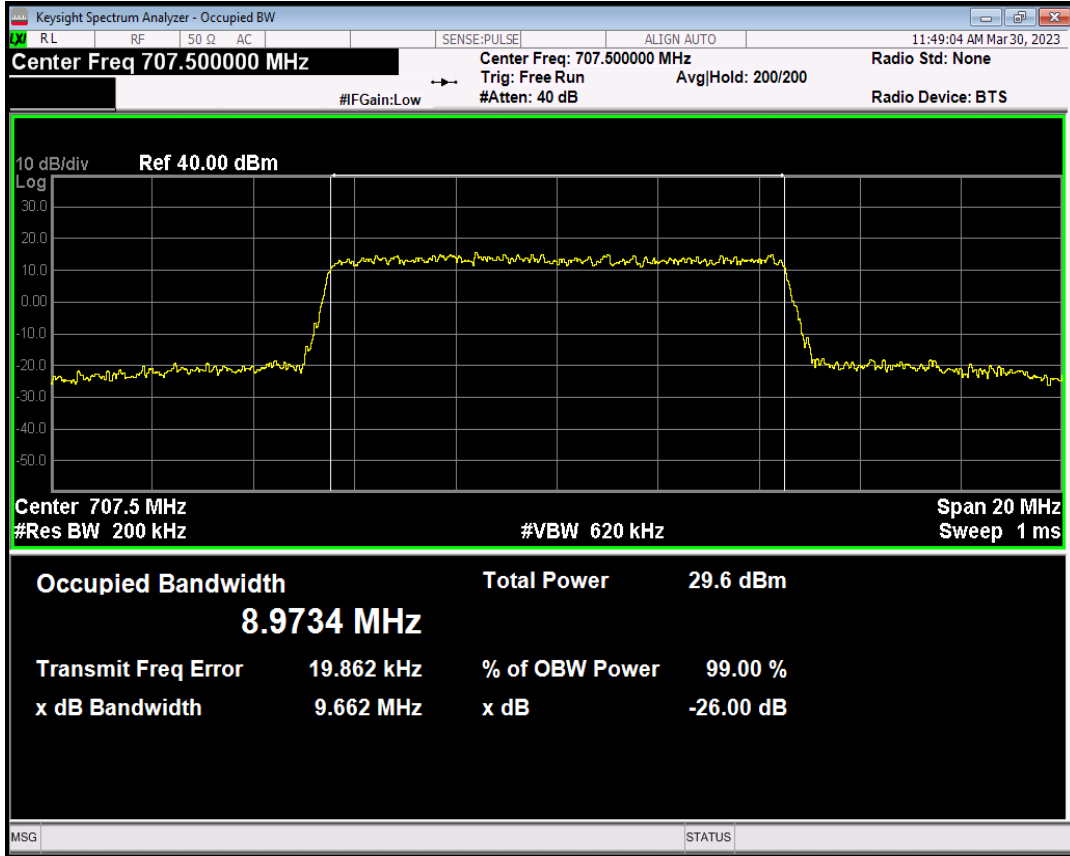 Keysight Spectrum Analyzer - Occupied BW
LXI RL RF 50 Ω AC SENSE:PULSE ALIGN AUTO 11:49:04 AM Mar 30, 2023
Center Freq 707.500000 MHz Center Freq: 707.500000 MHz Radio Std: None
Trig: Free Run Avg|Hold: 200/200
#IFGain:Low #Atten: 40 dB Radio Device: BTS
10 dB/div Ref 40.00 dBm
Log
30.0
20.0
10.0
0.00
-10.0
-20.0
-30.0
-40.0
-50.0
Center 707.5 MHz Span 20 MHz
#Res BW 200 kHz #VBW 620 kHz Sweep 1 ms
Occupied Bandwidth Total Power 29.6 dBm
8.9734 MHz
Transmit Freq Error 19.862 kHz % of OBW Power 99.00 %
x dB Bandwidth 9.662 MHz x dB -26.00 dB
MSG STATUS